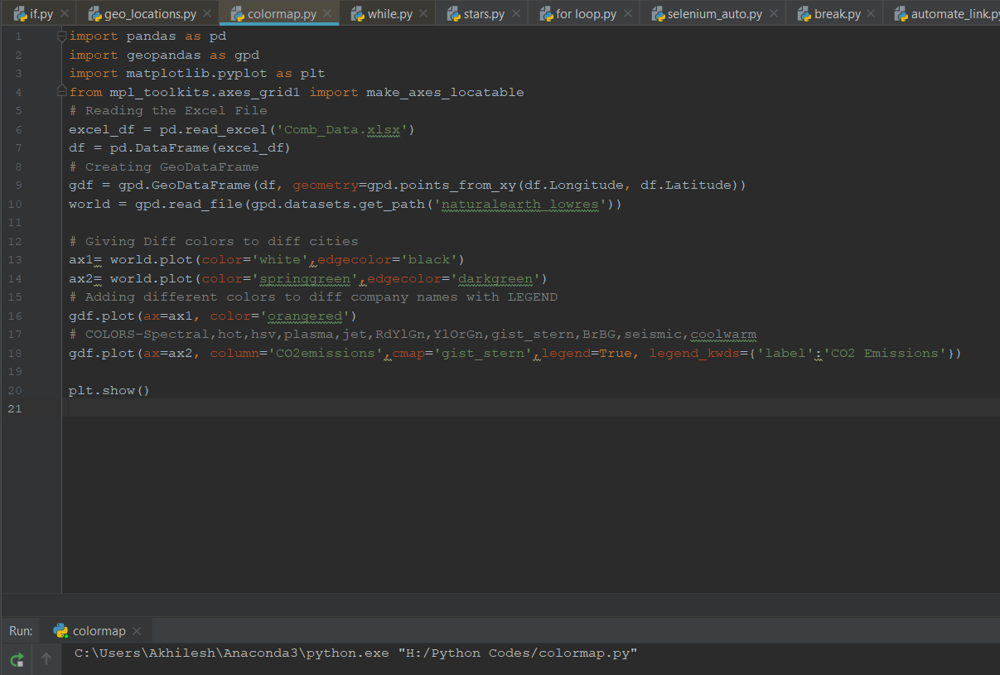 if.py geo_locations.py colormap.py while.py stars.py for loop.py selenium_auto.py break.py automate_link.py
1 import pandas as pd
2 import geopandas as gpd
3 import matplotlib.pyplot as plt
4 from mpl_toolkits.axes_grid1 import make_axes_locatable
5 # Reading the Excel File
6 excel_df = pd.read_excel('Comb_Data.xlsx')
7 df = pd.DataFrame(excel_df)
8 # Creating GeoDataFrame
9 gdf = gpd.GeoDataFrame(df, geometry=gpd.points_from_xy(df.Longitude, df.Latitude))
10 world = gpd.read_file(gpd.datasets.get_path('naturalearth_lowres'))
11
12 # Giving Diff colors to diff cities
13 ax1= world.plot(color='white',edgecolor='black')
14 ax2= world.plot(color='springgreen',edgecolor='darkgreen')
15 # Adding different colors to diff company names with LEGEND
16 gdf.plot(ax=ax1, color='orangered')
17 # COLORS-Spectral,hot,hsv,plasma,jet,RdYlGn,YlOrGn,gist_stern,BrBG,seismic,coolwarm
18 gdf.plot(ax=ax2, column='CO2emissions',cmap='gist_stern',legend=True, legend_kwds={'label':'CO2 Emissions'})
19
20 plt.show()
21
Run: colormap
C:\Users\Akhilesh\Anaconda3\python.exe "H:/Python Codes/colormap.py"